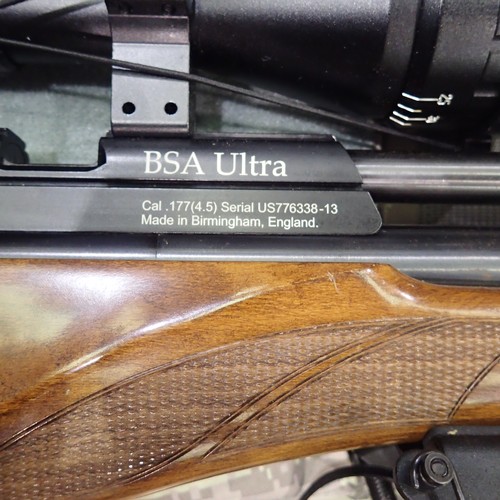 BSA Ultra
Cal .177(4.5) Serial US776338-13
Made in Birmingham, England.